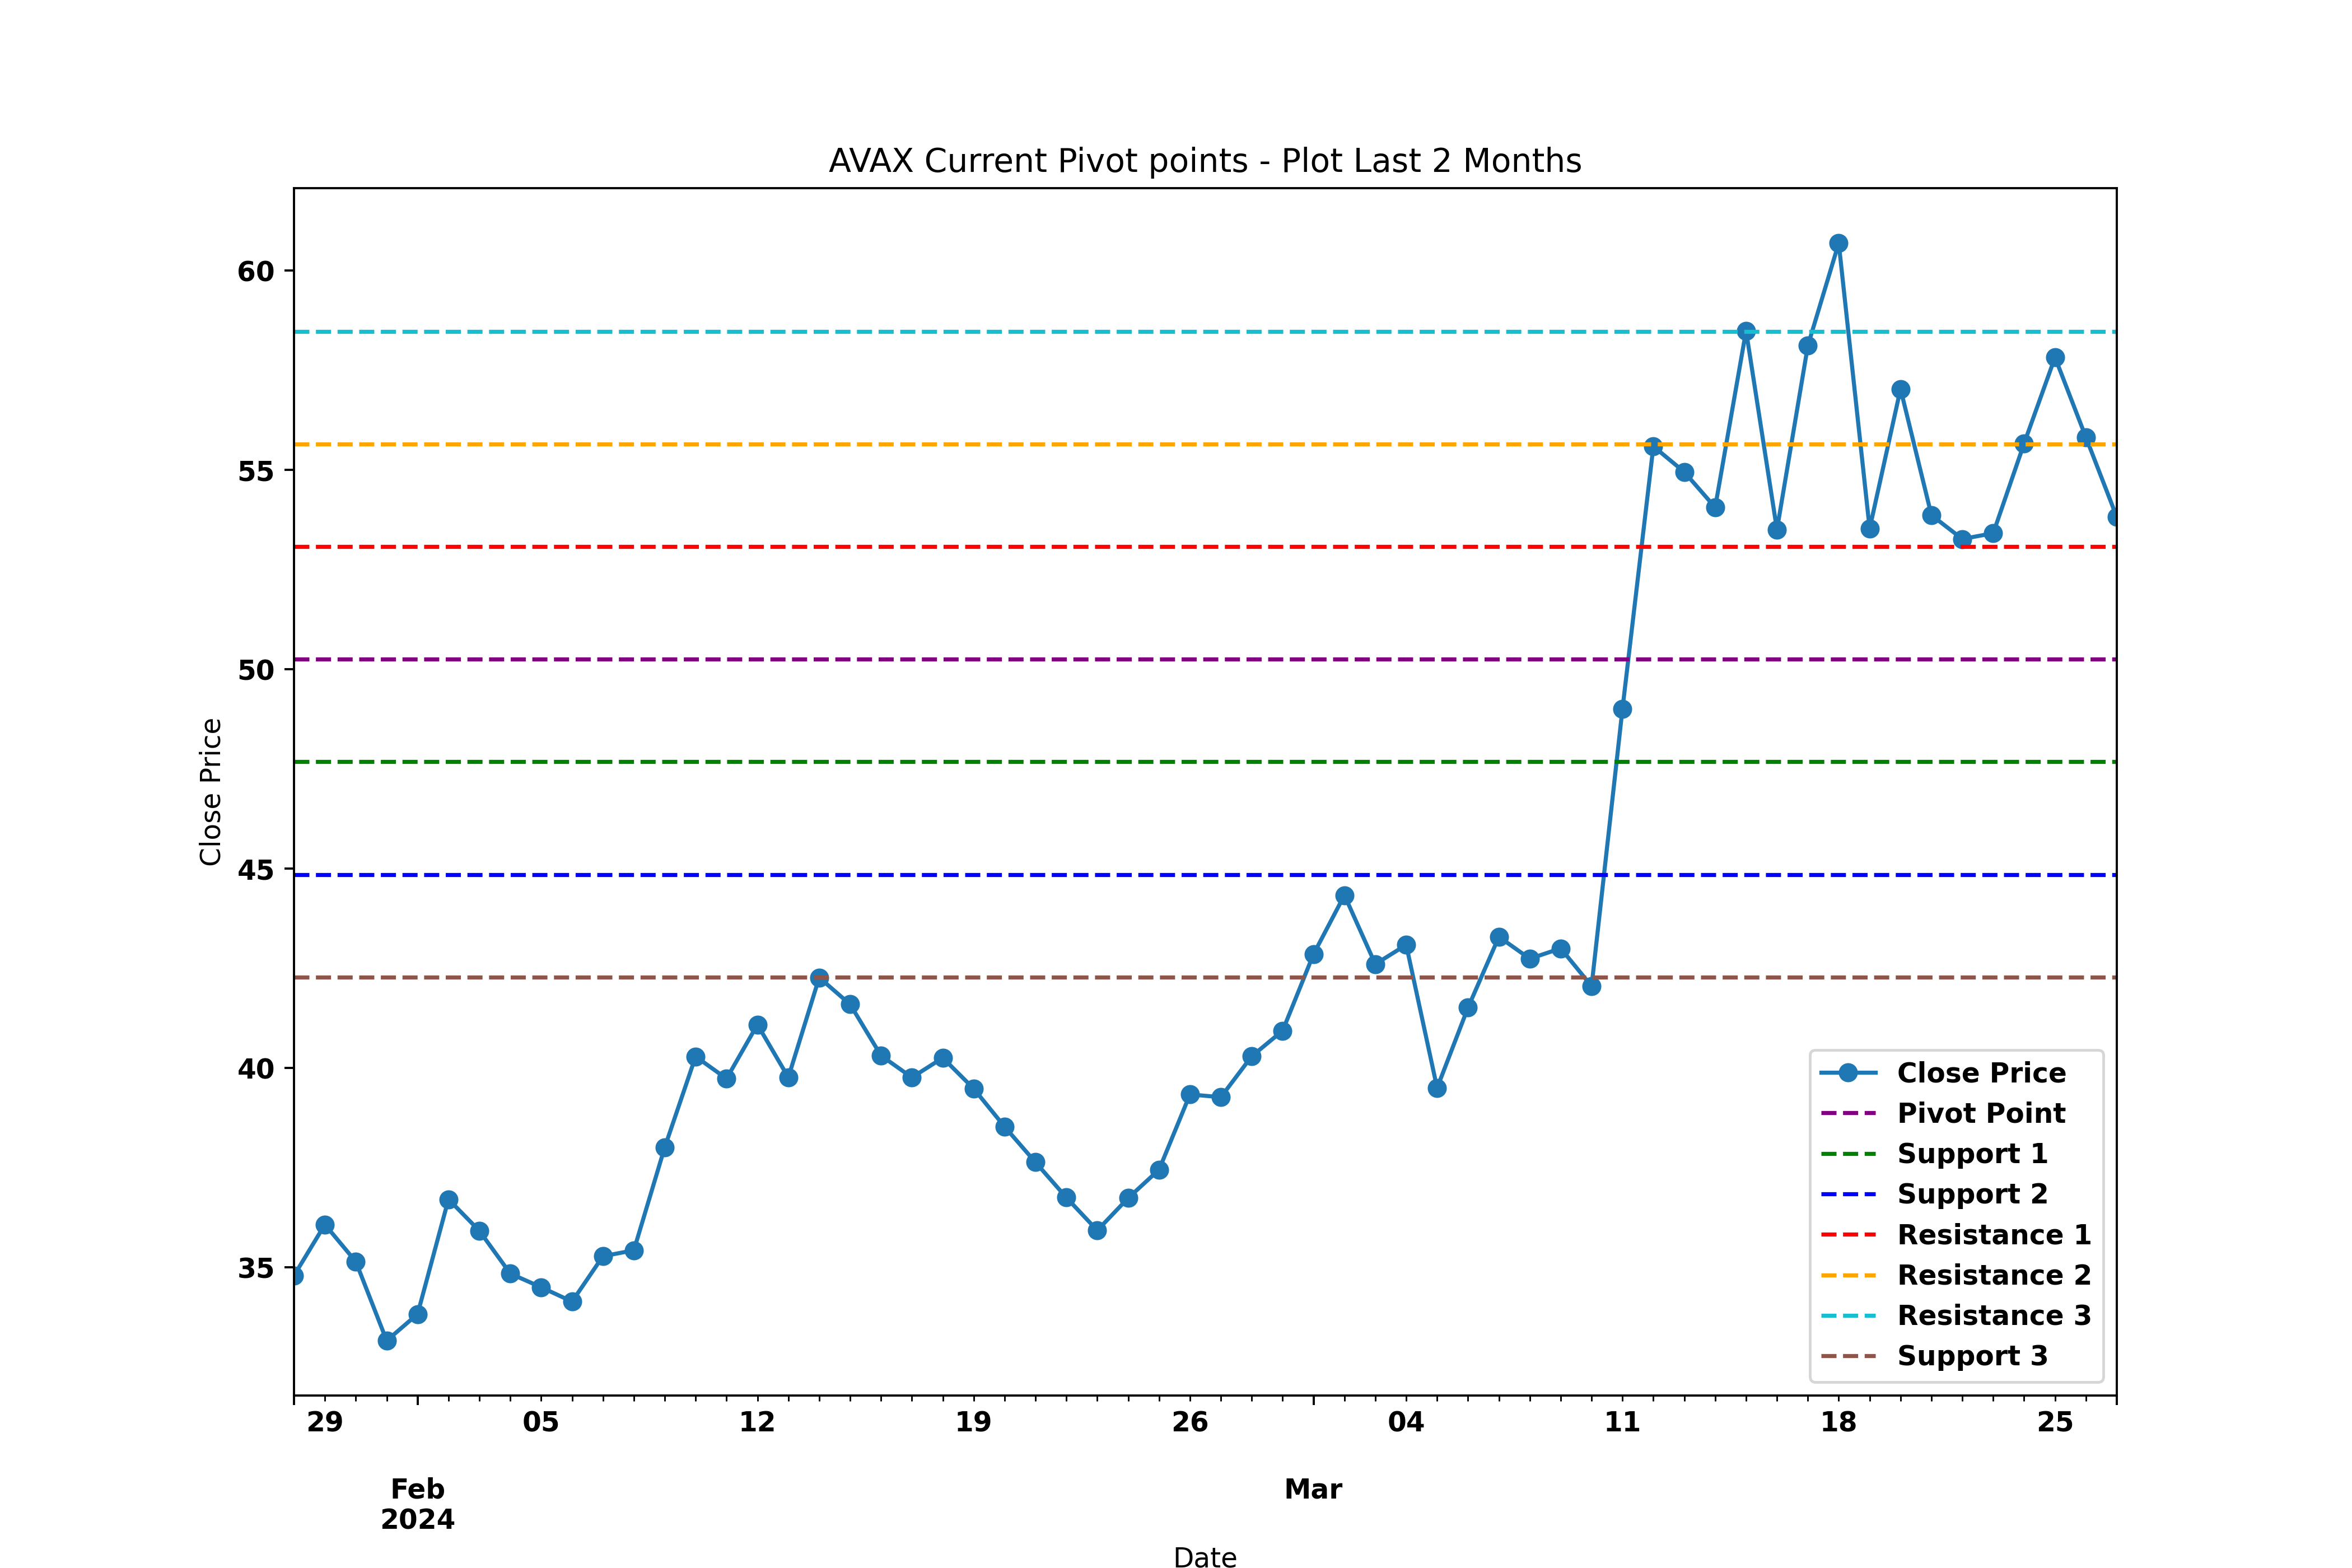 AVAX Current Pivot points - Plot Last 2 Months
60
55
50
45
40
35
Close Price
Close Price
Pivot Point
Support 1
Support 2
Resistance 1
Resistance 2
Resistance 3
Support 3
29 05 12 19 26 04 11 18 25
Feb Mar
2024
Date